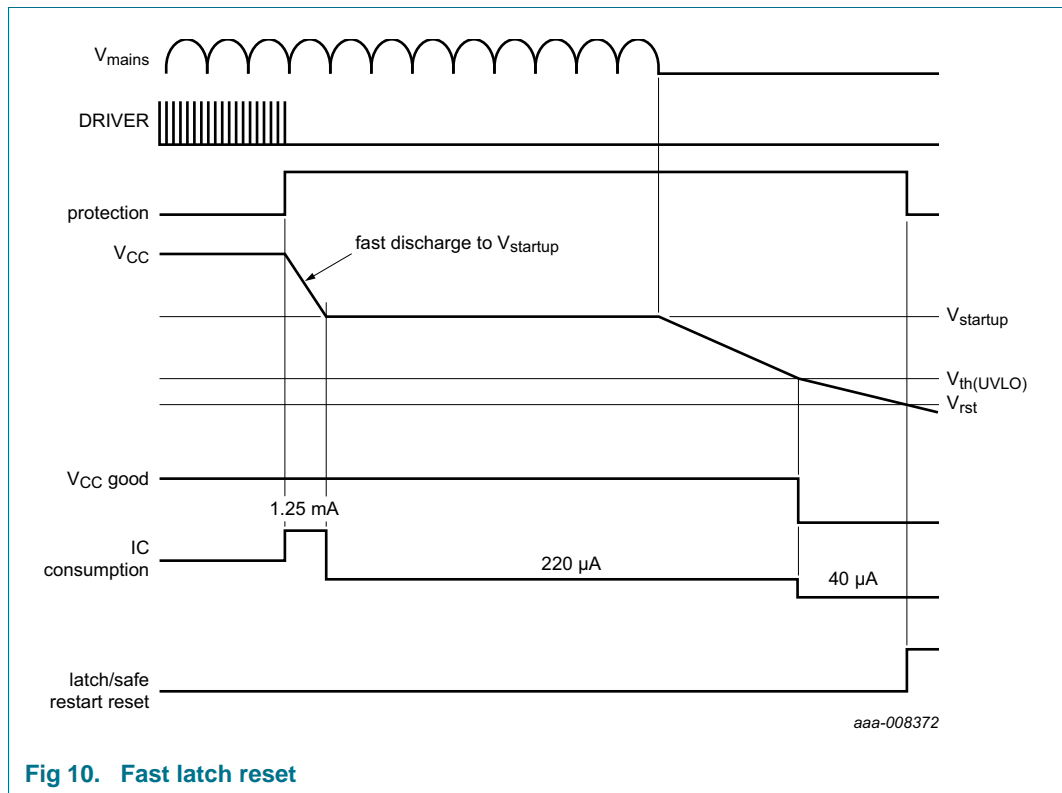 Vmains
DRIVER
protection
VCC
fast discharge to Vstartup
Vstartup
Vth(UVLO)
Vrst
VCC good
1.25 mA
IC
consumption
220 µA
40 µA
latch/safe
restart reset
aaa-008372
Fig 10. Fast latch reset